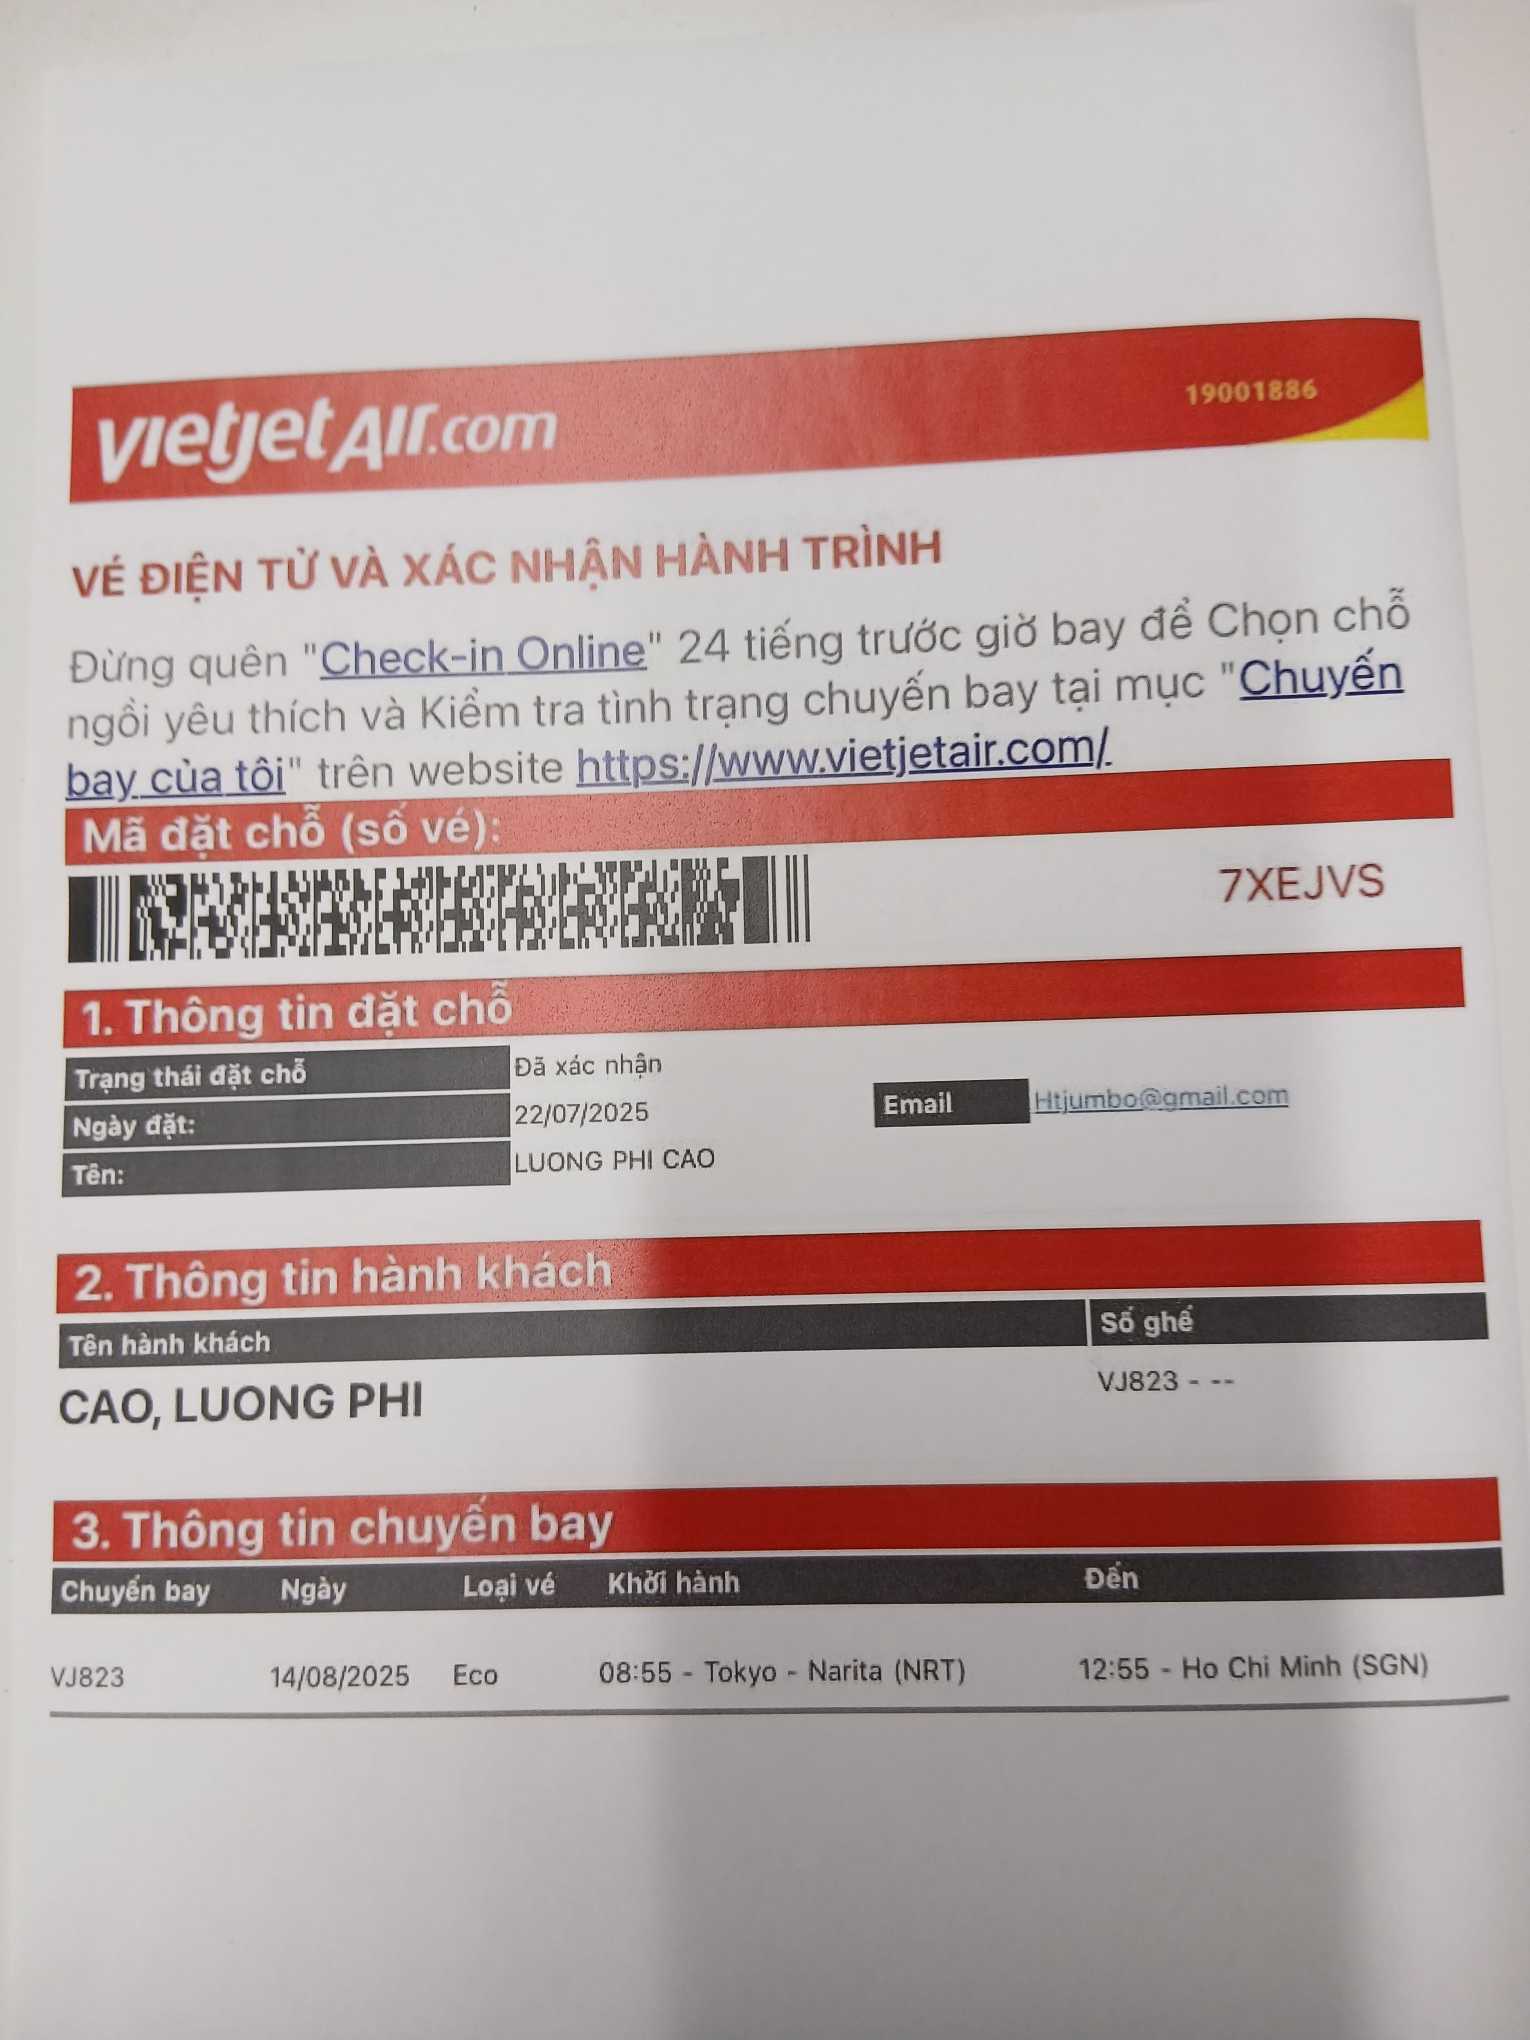 vietjetAir.com
19001886
VÉ ĐIỆN TỬ VÀ XÁC NHẬN HÀNH TRÌNH
Đừng quên "Check-in Online" 24 tiếng trước giờ bay để Chọn chỗ
ngồi yêu thích và Kiểm tra tình trạng chuyến bay tại mục "Chuyến
bay của tôi" trên website https://www.vietjetair.com/
Mã đặt chỗ (số vé):
7XEJVS
1. Thông tin đặt chỗ
Trạng thái đặt chỗ Đã xác nhận
Ngày đặt: 22/07/2025 Email Htjumbo@gmail.com
Tên: LUONG PHI CAO
2. Thông tin hành khách
Tên hành khách Số ghế
CAO, LUONG PHI VJ823 - --
3. Thông tin chuyến bay
Chuyến bay Ngày Loại vé Khởi hành Đến
VJ823 14/08/2025 Eco 08:55 - Tokyo - Narita (NRT) 12:55 - Ho Chi Minh (SGN)